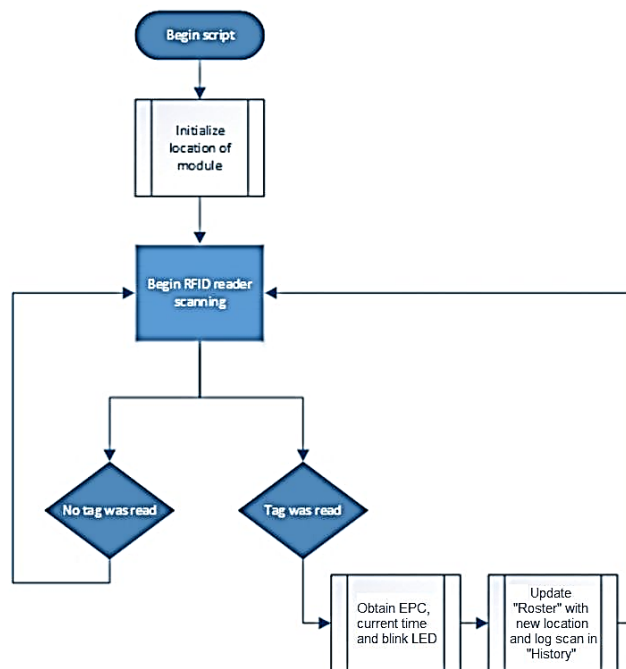 Begin script
Initialize
location of
module
Begin RFID reader
scanning
No tag was read
Tag was read
Obtain EPC,
current time
and blink LED
Update
"Roster" with
new location
and log scan in
"History"